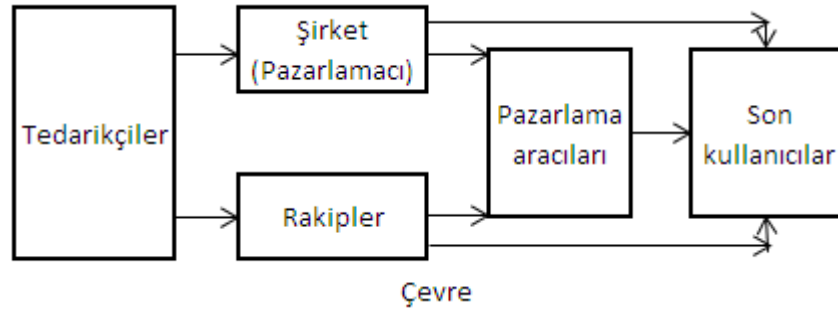 Tedarikçiler
Şirket
(Pazarlamacı)
Rakipler
Pazarlama
aracıları
Son
kullanıcılar
Çevre